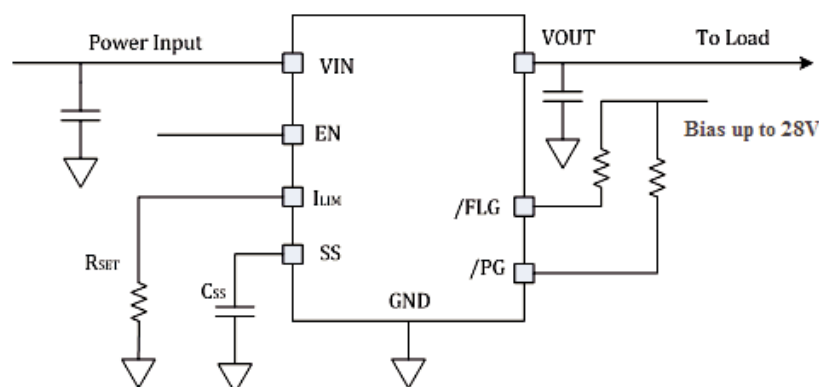 Power Input
VOUT
To Load
VIN
Bias up to 28V
EN
ILIM
/FLG
SS
RSET
/PG
CSS
GND